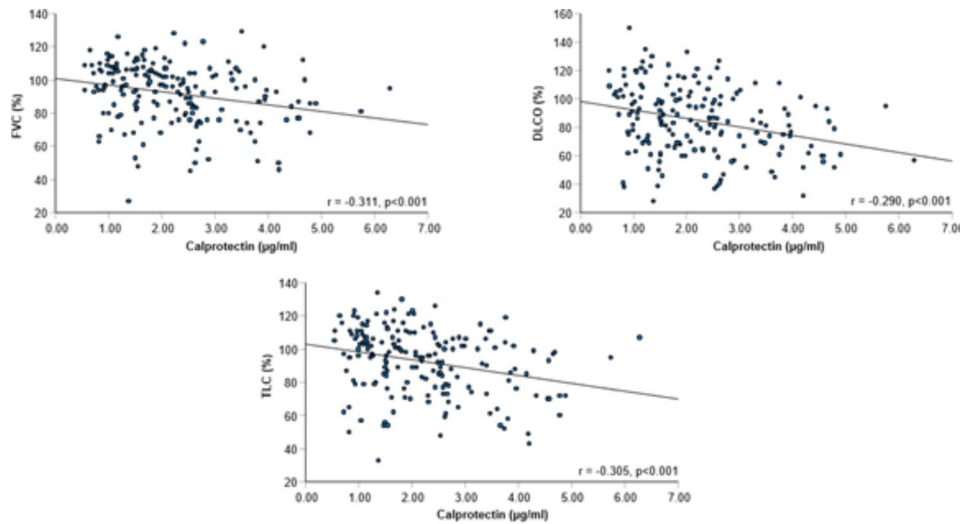 140
120
100
80
60
40
20
FVC (%)
0.00 1.00 2.00 3.00 4.00 5.00 6.00 7.00
Calprotectin (µg/ml)
r = -0.311, p<0.001
160
140
120
100
80
60
40
20
DLCO (%)
0.00 1.00 2.00 3.00 4.00 5.00 6.00 7.00
Calprotectin (µg/ml)
r = -0.290, p<0.001
140
120
100
80
60
40
20
TLC (%)
0.00 1.00 2.00 3.00 4.00 5.00 6.00 7.00
Calprotectin (µg/ml)
r = -0.305, p<0.001